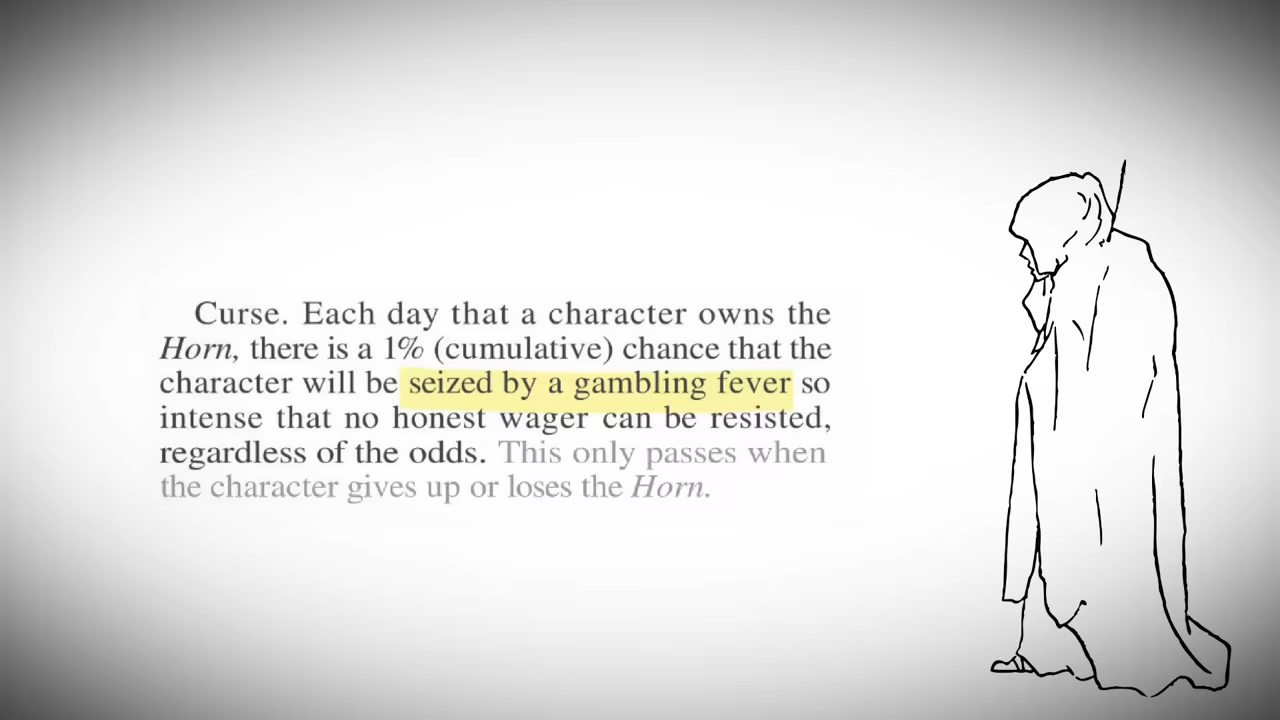 Curse. Each day that a character owns the
Horn, there is a 1% (cumulative) chance that the
character will be seized by a gambling fever so
intense that no honest wager can be resisted,
regardless of the odds. This only passes when
the character gives up or loses the Horn.